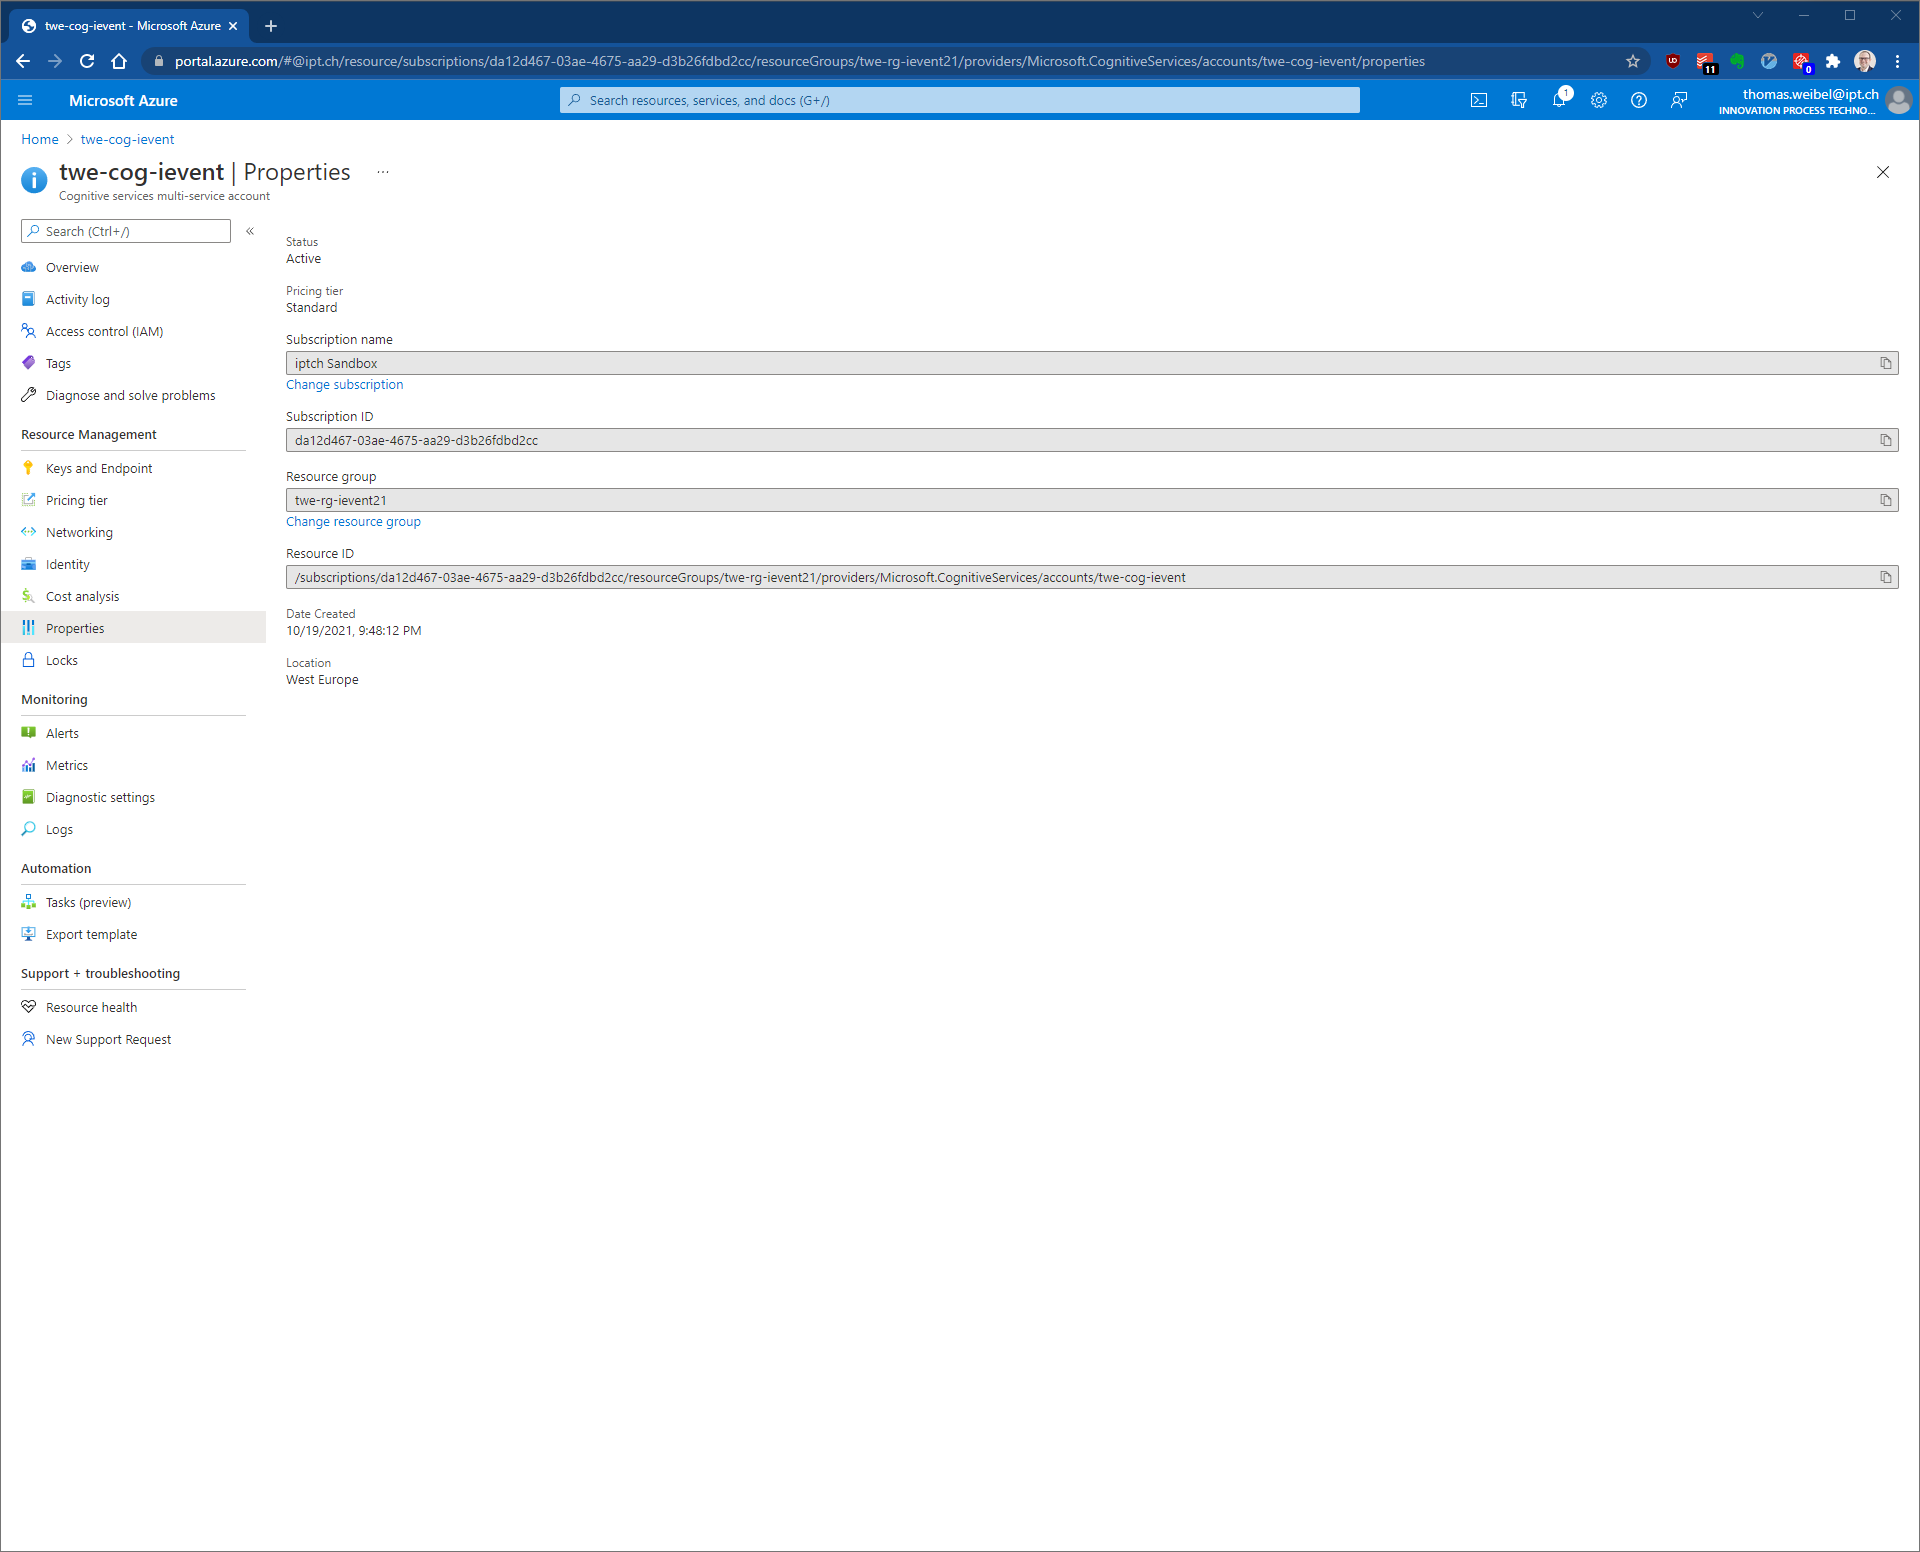 twe-cog-ievent - Microsoft Azure
portal.azure.com/#@ipt.ch/resource/subscriptions/da12d467-03ae-4675-aa29-d3b26fdbd2cc/resourceGroups/twe-rg-ievent21/providers/Microsoft.CognitiveServices/accounts/twe-cog-ievent/properties
11
0
Microsoft Azure
Search resources, services, and docs (G+/)
1
thomas.weibel@ipt.ch
INNOVATION PROCESS TECHNO...
Home > twe-cog-ievent
twe-cog-ievent | Properties ...
Cognitive services multi-service account
Search (Ctrl+/)
«
Overview
Activity log
Access control (IAM)
Tags
Diagnose and solve problems
Resource Management
Keys and Endpoint
Pricing tier
Networking
Identity
Cost analysis
Properties
Locks
Monitoring
Alerts
Metrics
Diagnostic settings
Logs
Automation
Tasks (preview)
Export template
Support + troubleshooting
Resource health
New Support Request
Status
Active
Pricing tier
Standard
Subscription name
iptch Sandbox
Change subscription
Subscription ID
da12d467-03ae-4675-aa29-d3b26fdbd2cc
Resource group
twe-rg-ievent21
Change resource group
Resource ID
/subscriptions/da12d467-03ae-4675-aa29-d3b26fdbd2cc/resourceGroups/twe-rg-ievent21/providers/Microsoft.CognitiveServices/accounts/twe-cog-ievent
Date Created
10/19/2021, 9:48:12 PM
Location
West Europe